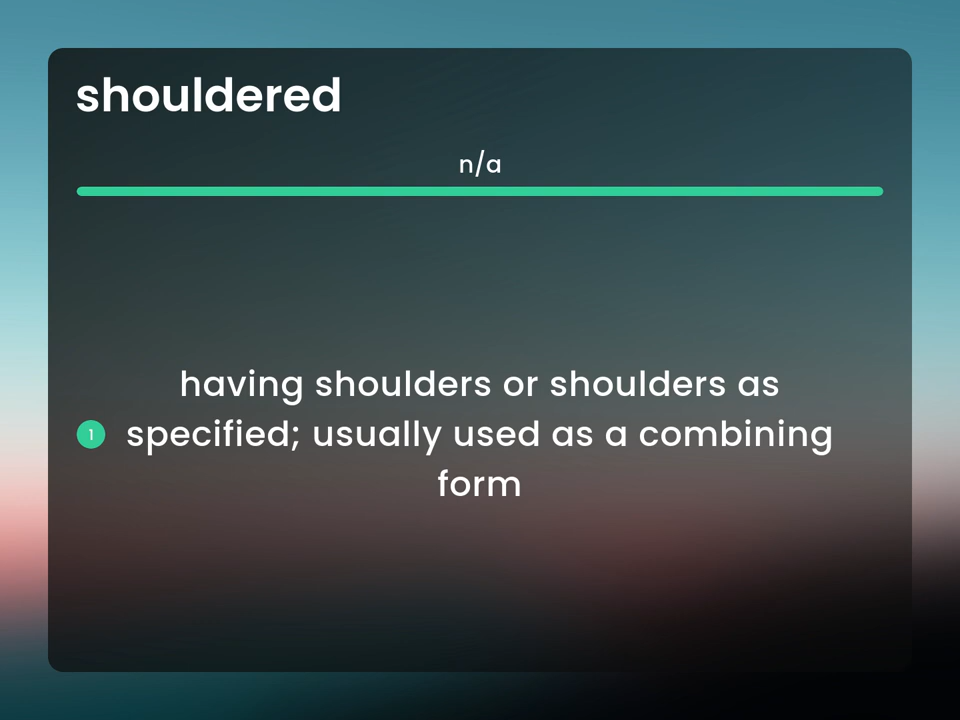 shouldered
n/a
having shoulders or shoulders as
1 specified; usually used as a combining
form